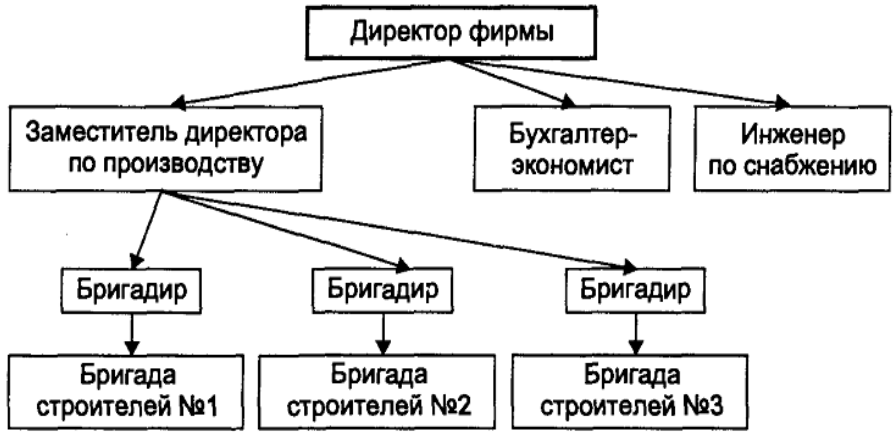 Директор фирмы
Заместитель директора
по производству
Бухгалтер-
экономист
Инженер
по снабжению
Бригадир
Бригадир
Бригадир
Бригада
строителей №1
Бригада
строителей №2
Бригада
строителей №3